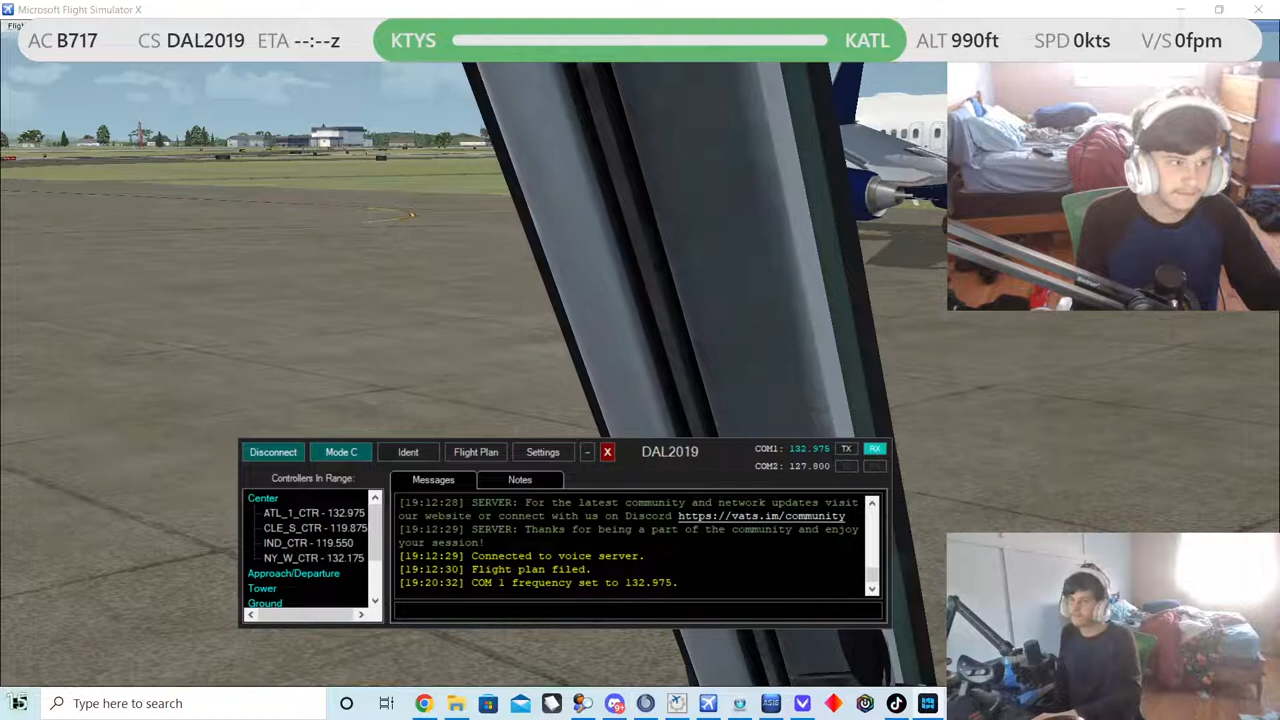 Microsoft Flight Simulator X
AC B717 CS DAL2019 ETA --:--z KTYS KATL ALT 990ft SPD 0kts V/S 0fpm
Disconnect Mode C Ident Flight Plan Settings - X DAL2019 COM1: 132.975 TX RX
COM2: 127.800
Controllers In Range: Messages Notes
Center
ATL_1_CTR - 132.975
CLE_S_CTR - 119.875
IND_CTR - 119.550
NY_W_CTR - 132.175
Approach/Departure
Tower
Ground
[19:12:28] SERVER: For the latest community and network updates visit
our website or connect with us on Discord https://vats.im/community
[19:12:29] SERVER: Thanks for being a part of the community and enjoy
your session!
[19:12:29] Connected to voice server.
[19:12:30] Flight plan filed.
[19:20:32] COM 1 frequency set to 132.975.
Type here to search